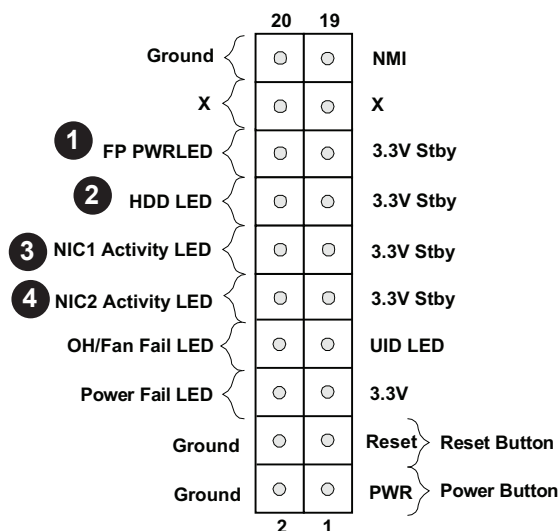 20 19
Ground NMI
X X
1 FP PWRLED 3.3V Stby
2 HDD LED 3.3V Stby
3 NIC1 Activity LED 3.3V Stby
4 NIC2 Activity LED 3.3V Stby
OH/Fan Fail LED UID LED
Power Fail LED 3.3V
Ground Reset Reset Button
Ground PWR Power Button
2 1